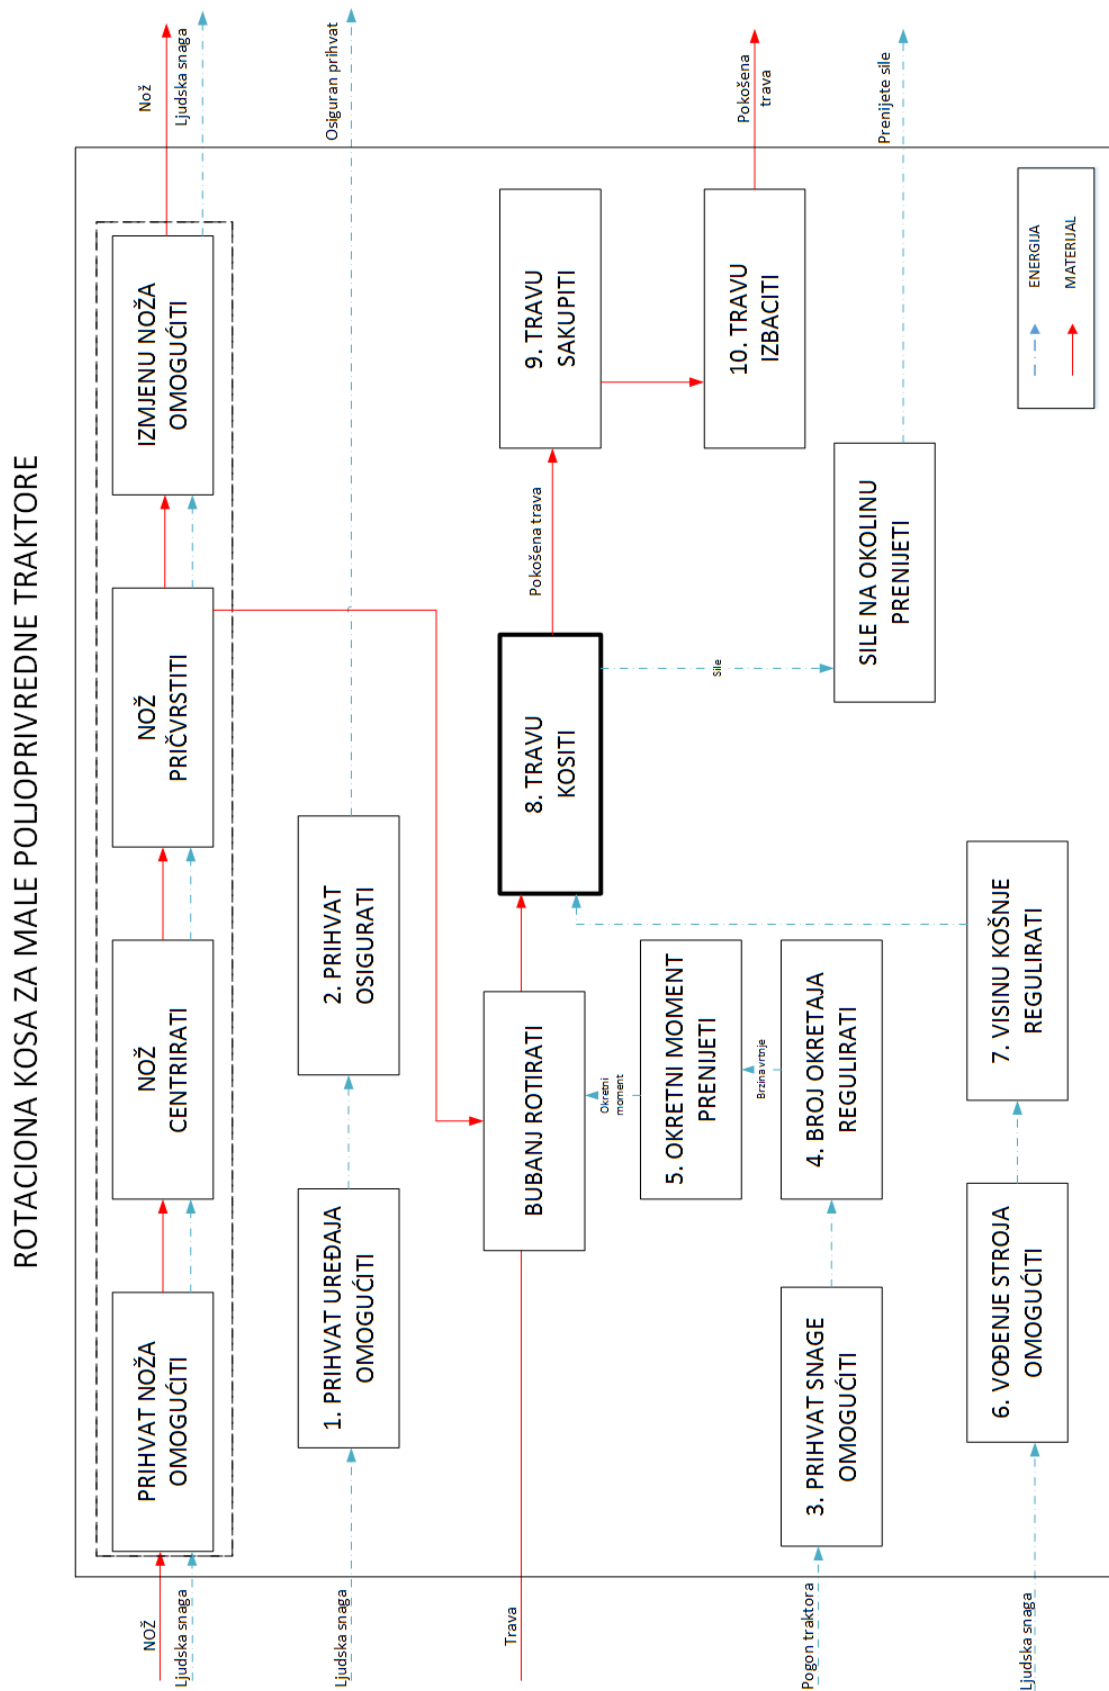 ROTACIONA KOSA ZA MALE POLJOPRIVREDNE TRAKTORE
NOŽ
Ljudska snaga
PRIHVAT NOŽA
OMOGUĆITI
NOŽ
CENTRIRATI
NOŽ
PRIČVRSTITI
IZMJENU NOŽA
OMOGUĆITI
Nož
Ljudska snaga
Ljudska snaga
1. PRIHVAT UREĐAJA
OMOGUĆITI
2. PRIHVAT
OSIGURATI
Osiguran prihvat
Trava
BUBANJ ROTIRATI
8. TRAVU
KOSITI
Pokošena trava
9. TRAVU
SAKUPITI
Okretni
moment
5. OKRETNI MOMENT
PRENIJETI
Sile
10. TRAVU
IZBACITI
Pokošena
trava
Brzina vrtnje
Pogon traktora
3. PRIHVAT SNAGE
OMOGUĆITI
4. BROJ OKRETAJA
REGULIRATI
SILE NA OKOLINU
PRENIJETI
Prenijete sile
Ljudska snaga
6. VOĐENJE STROJA
OMOGUĆITI
7. VISINU KOŠNJE
REGULIRATI
ENERGIJA
MATERIJAL